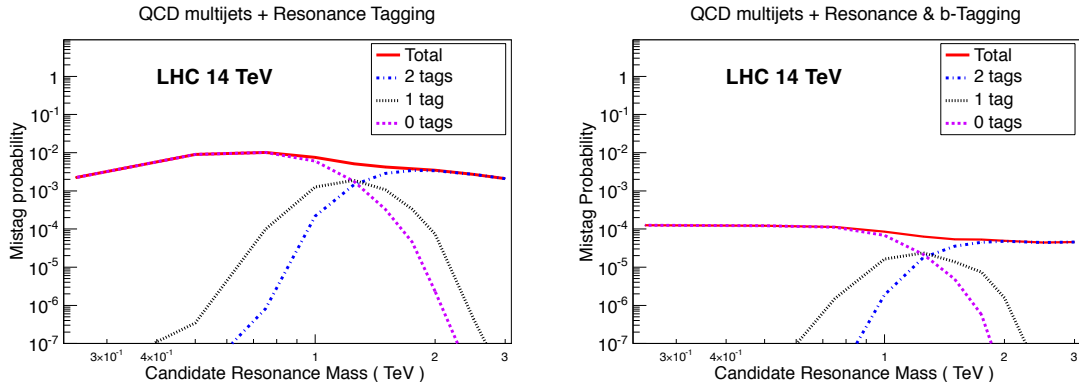 QCD multijets + Resonance Tagging
Mistag probability
1
10⁻¹
10⁻²
10⁻³
10⁻⁴
10⁻⁵
10⁻⁶
10⁻⁷
LHC 14 TeV
Total
2 tags
1 tag
0 tags
3×10⁻¹ 4×10⁻¹ 1 2 3
Candidate Resonance Mass ( TeV )
QCD multijets + Resonance & b-Tagging
Mistag Probability
1
10⁻¹
10⁻²
10⁻³
10⁻⁴
10⁻⁵
10⁻⁶
10⁻⁷
LHC 14 TeV
Total
2 tags
1 tag
0 tags
3×10⁻¹ 4×10⁻¹ 1 2 3
Candidate Resonance Mass ( TeV )